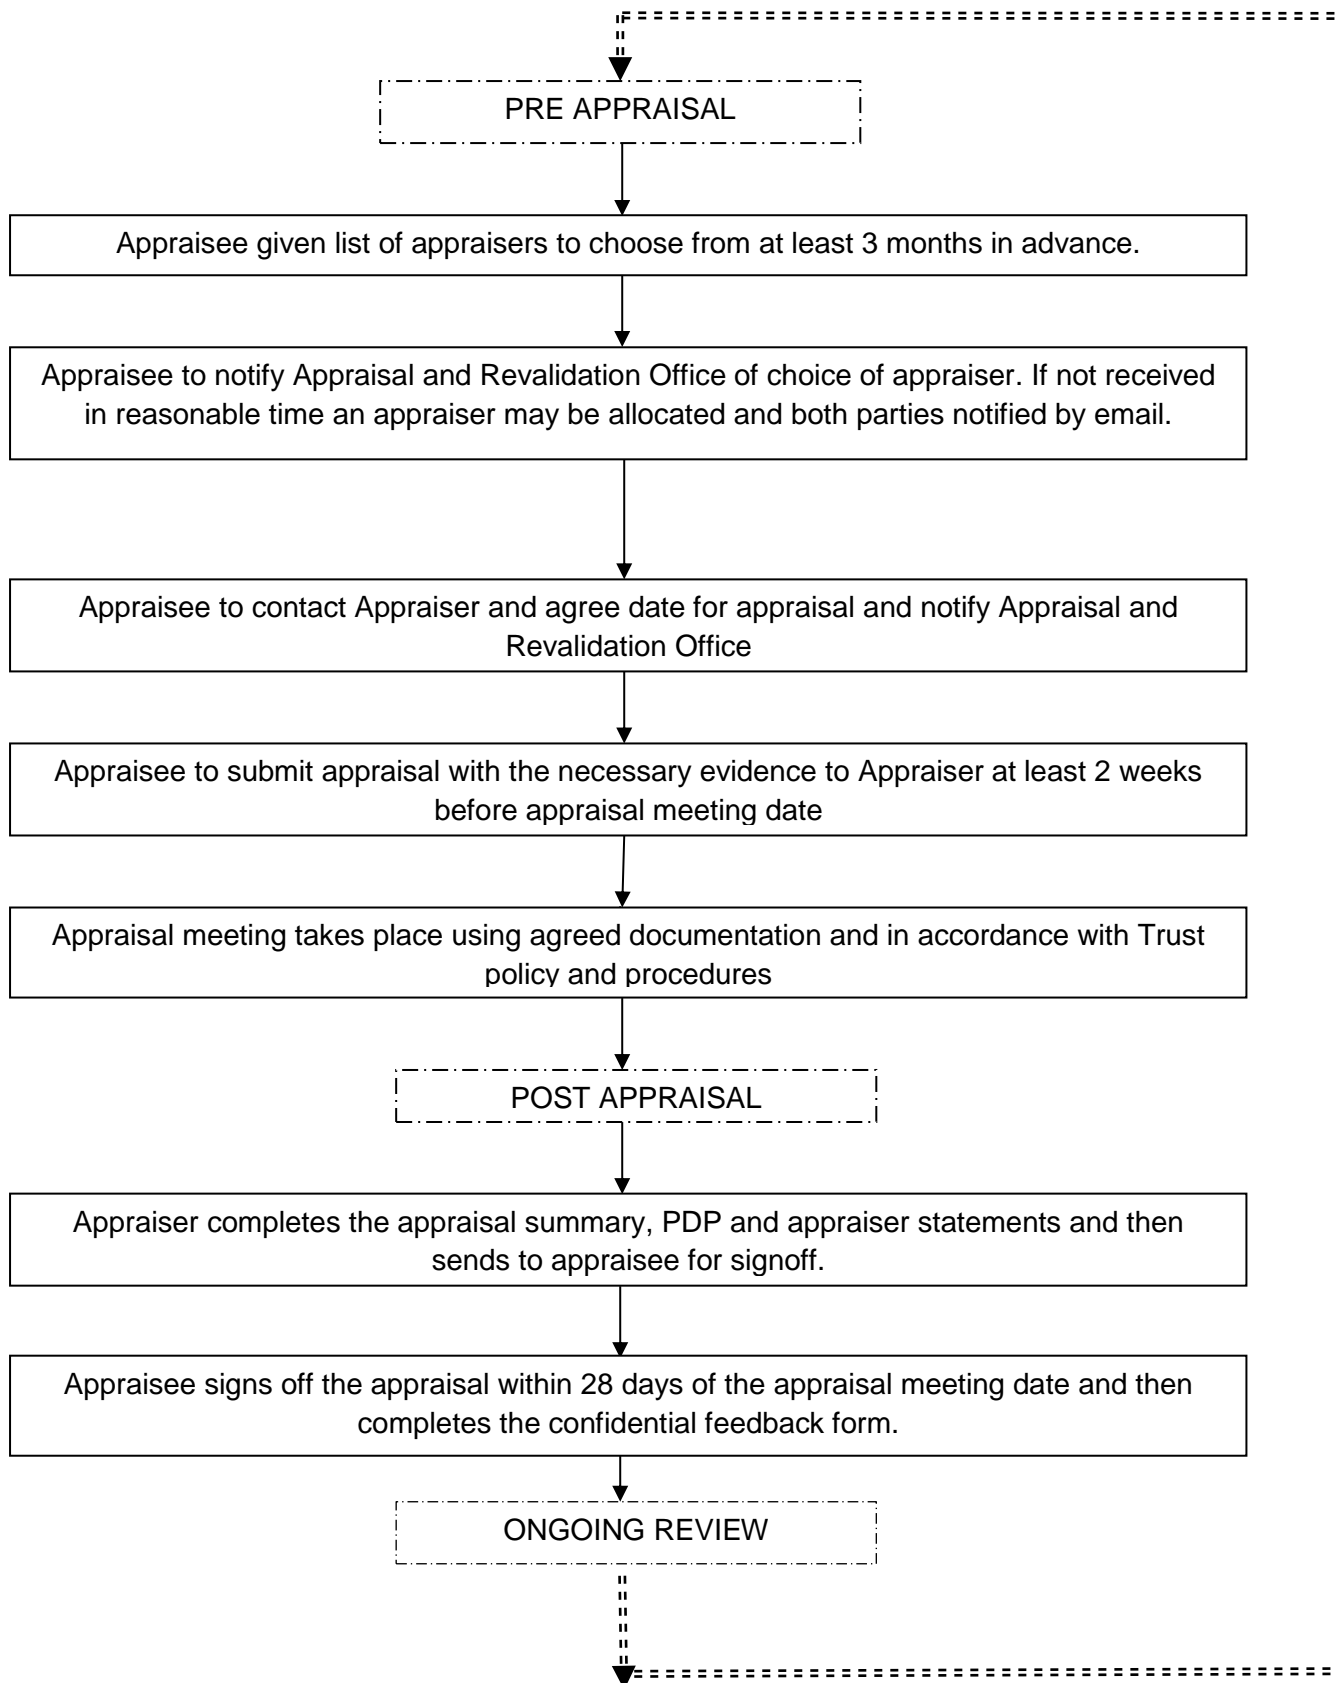 PRE APPRAISAL
Appraisee given list of appraisers to choose from at least 3 months in advance.
Appraisee to notify Appraisal and Revalidation Office of choice of appraiser. If not received
in reasonable time an appraiser may be allocated and both parties notified by email.
Appraisee to contact Appraiser and agree date for appraisal and notify Appraisal and
Revalidation Office
Appraisee to submit appraisal with the necessary evidence to Appraiser at least 2 weeks
before appraisal meeting date
Appraisal meeting takes place using agreed documentation and in accordance with Trust
policy and procedures
POST APPRAISAL
Appraiser completes the appraisal summary, PDP and appraiser statements and then
sends to appraisee for signoff.
Appraisee signs off the appraisal within 28 days of the appraisal meeting date and then
completes the confidential feedback form.
ONGOING REVIEW